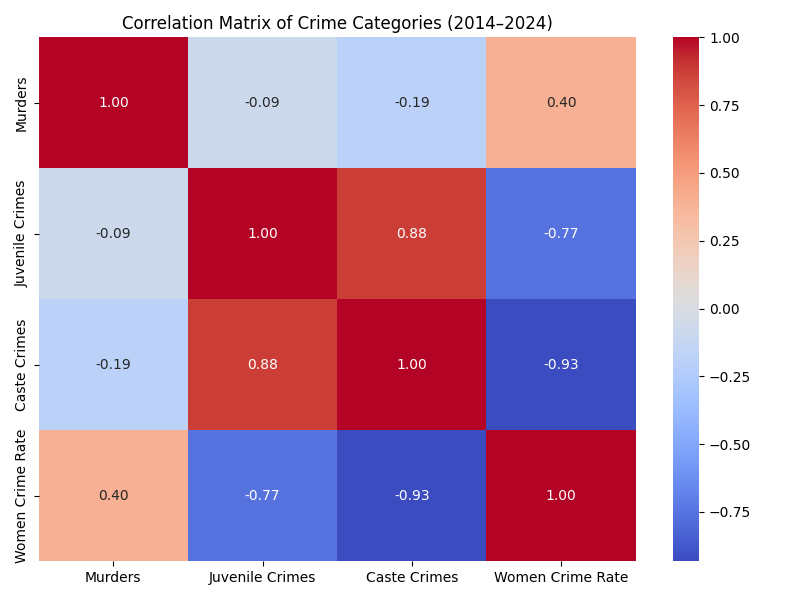 Correlation Matrix of Crime Categories (2014–2024)
Murders
1.00
-0.09
-0.19
0.40
Juvenile Crimes
-0.09
1.00
0.88
-0.77
Caste Crimes
-0.19
0.88
1.00
-0.93
Women Crime Rate
0.40
-0.77
-0.93
1.00
Murders
Juvenile Crimes
Caste Crimes
Women Crime Rate
1.00
0.75
0.50
0.25
0.00
−0.25
−0.50
−0.75